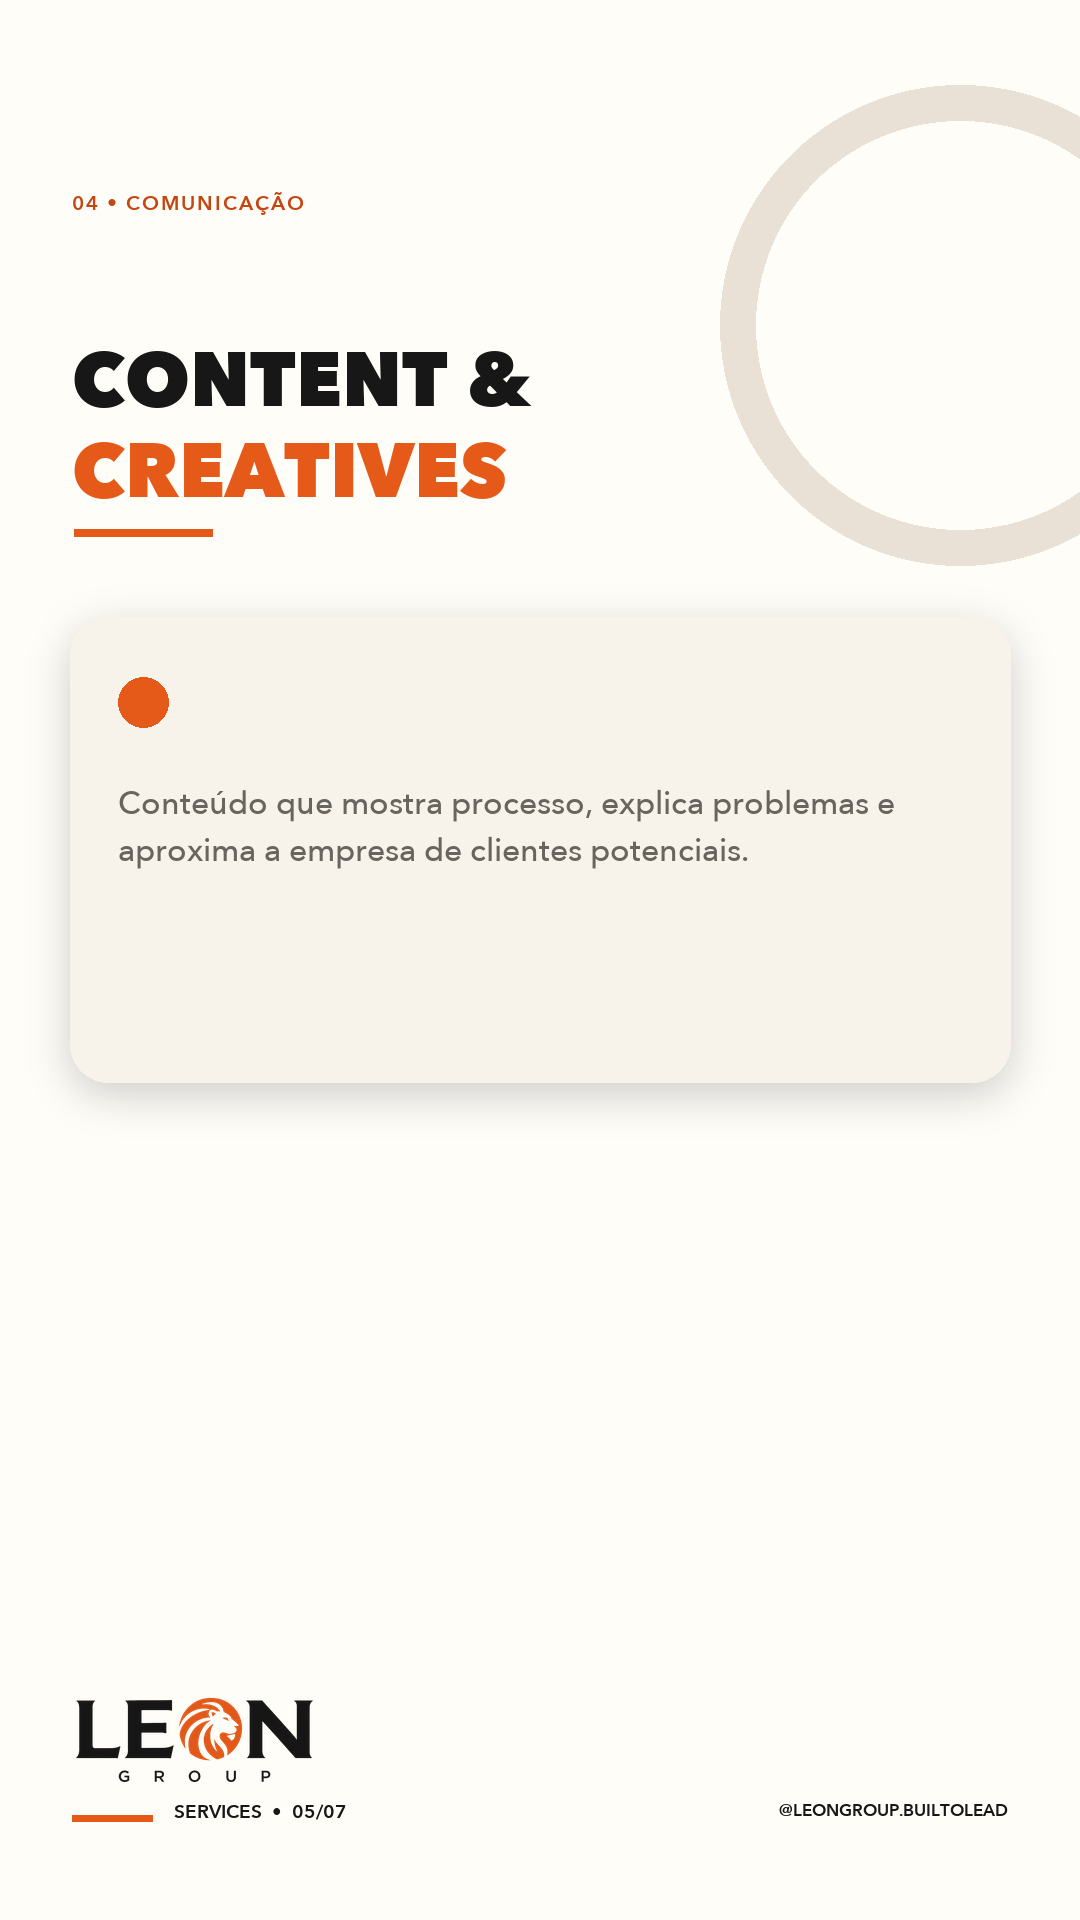 04 • COMUNICAÇÃO
CONTENT &
CREATIVES
Conteúdo que mostra processo, explica problemas e
aproxima a empresa de clientes potenciais.
LEON
GROUP
SERVICES • 05/07
@LEONGROUP.BUILTOLEAD